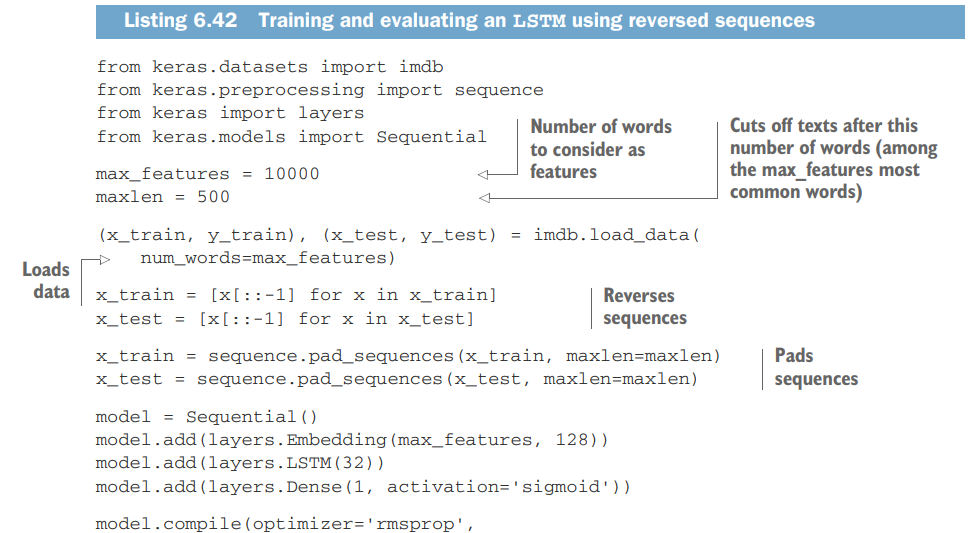 Listing 6.42 Training and evaluating an LSTM using reversed sequences
from keras.datasets import imdb
from keras.preprocessing import sequence
from keras import layers
from keras.models import Sequential
Number of words
to consider as
features
Cuts off texts after this
number of words (among
the max_features most
common words)
max_features = 10000
maxlen = 500
(x_train, y_train), (x_test, y_test) = imdb.load_data(
num_words=max_features)
Loads
data
x_train = [x[::-1] for x in x_train]
x_test = [x[::-1] for x in x_test]
Reverses
sequences
x_train = sequence.pad_sequences(x_train, maxlen=maxlen)
x_test = sequence.pad_sequences(x_test, maxlen=maxlen)
Pads
sequences
model = Sequential()
model.add(layers.Embedding(max_features, 128))
model.add(layers.LSTM(32))
model.add(layers.Dense(1, activation='sigmoid'))
model.compile(optimizer='rmsprop',